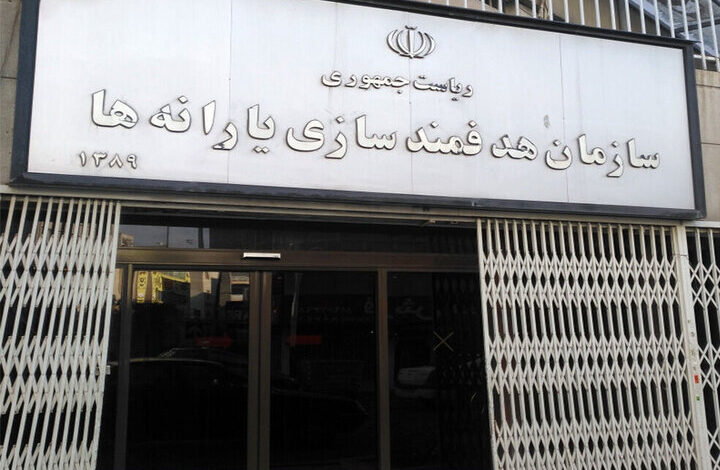 ریاست جمهوری
سازمان هدفمند سازی یارانه ها
۱۳۸۹